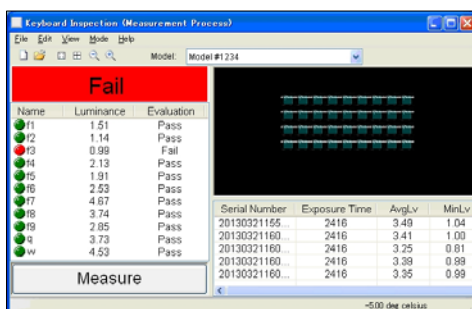 Keyboard Inspection (Measurement Process)
File Edit View Mode Help
Model: Model #1234
Fail
Name Luminance Evaluation
f1 1.51 Pass
f2 1.14 Pass
f3 0.99 Fail
f4 2.13 Pass
f5 1.91 Pass
f6 2.53 Pass
f7 4.67 Pass
f8 3.74 Pass
f9 2.85 Pass
q 3.73 Pass
w 4.53 Pass
Measure
Serial Number Exposure Time AvgLv MinLv
20130321155... 2416 3.49 1.04
20130321160... 2416 3.41 1.00
20130321160... 2416 3.25 0.81
20130321160... 2416 3.39 0.99
20130321160... 2416 3.35 0.99
-5.00 deg celsius